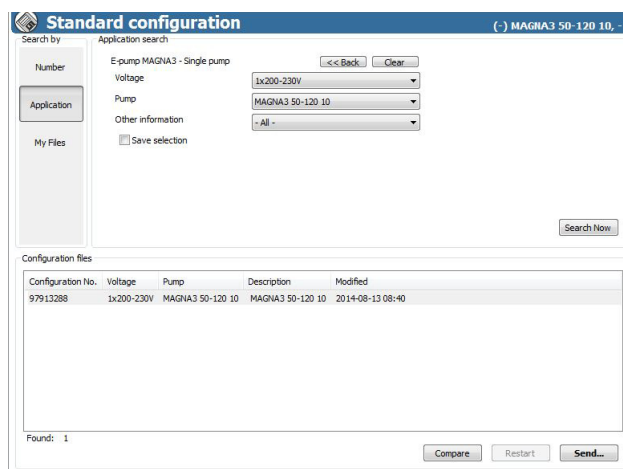 Standard configuration
(-) MAGNA3 50-120 10, -
Search by
Application search
Number
Application
My Files
E-pump MAGNA3 - Single pump
<< Back
Clear
Voltage
1x200-230V
Pump
MAGNA3 50-120 10
Other information
- All -
Save selection
Search Now
Configuration files
Configuration No. Voltage Pump Description Modified
97913288 1x200-230V MAGNA3 50-120 10 MAGNA3 50-120 10 2014-08-13 08:40
Found: 1
Compare
Restart
Send...